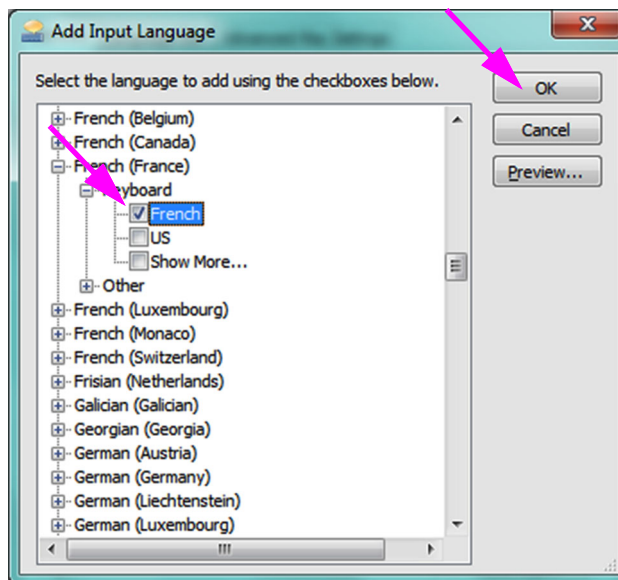 Add Input Language
Select the language to add using the checkboxes below.
French (Belgium)
French (Canada)
French (France)
Keyboard
French
US
Show More...
Other
French (Luxembourg)
French (Monaco)
French (Switzerland)
Frisian (Netherlands)
Galician (Galician)
Georgian (Georgia)
German (Austria)
German (Germany)
German (Liechtenstein)
German (Luxembourg)
OK
Cancel
Preview...